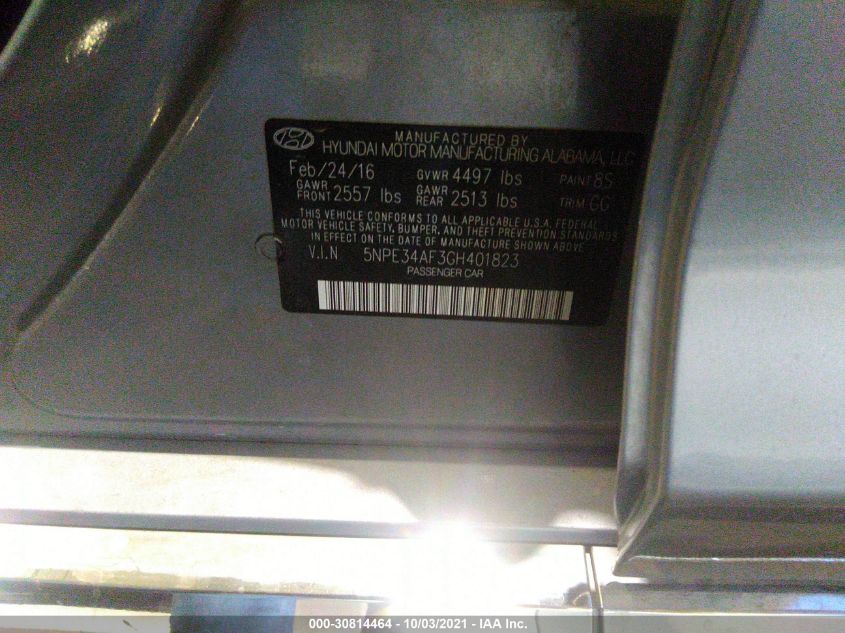 MANUFACTURED BY
HYUNDAI MOTOR MANUFACTURING ALABAMA, LLC
Feb/24/16 GVWR 4497 lbs PAINT 8S
GAWR FRONT 2557 lbs GAWR REAR 2513 lbs TRIM GG
THIS VEHICLE CONFORMS TO ALL APPLICABLE U.S.A. FEDERAL
MOTOR VEHICLE SAFETY, BUMPER, AND THEFT PREVENTION STANDARDS
IN EFFECT ON THE DATE OF MANUFACTURE SHOWN ABOVE
V.I.N 5NPE34AF3GH401823
PASSENGER CAR
000-30814464 - 10/03/2021 - IAA Inc.